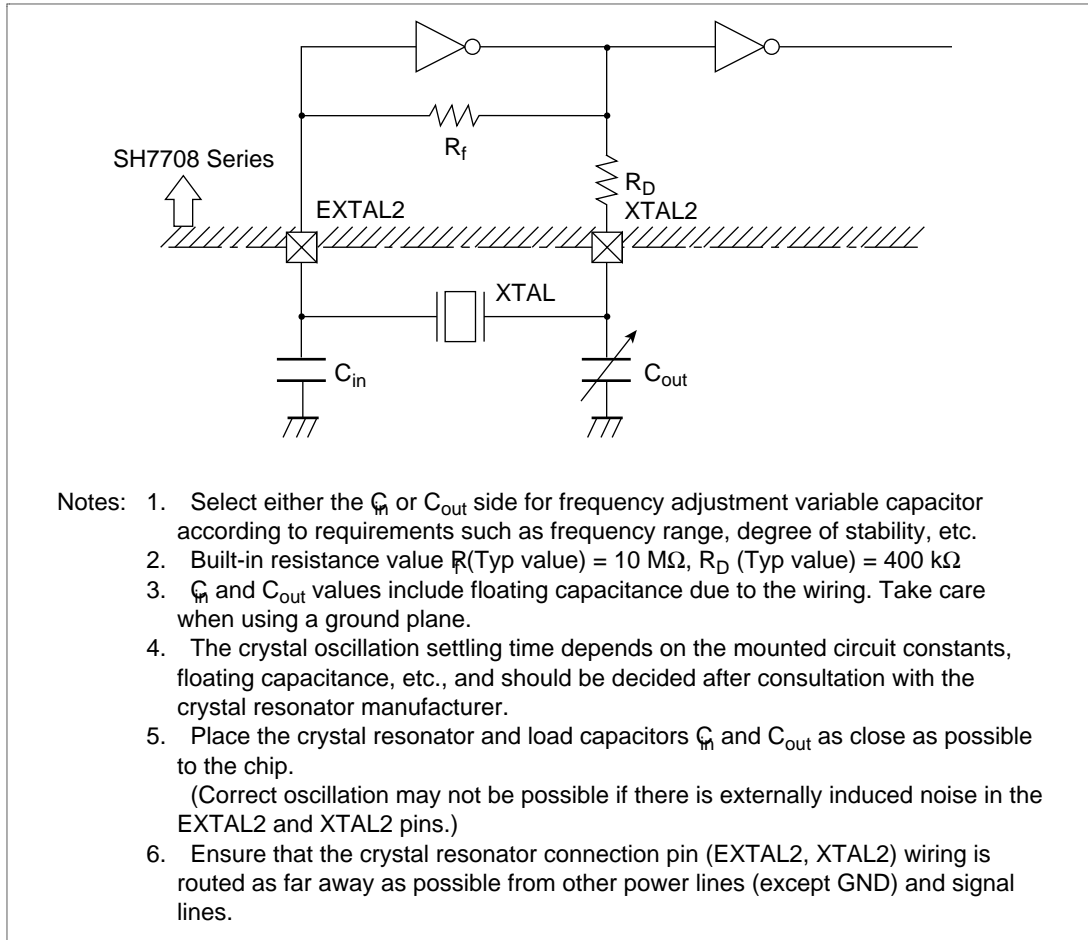 R_f
SH7708 Series
R_D
EXTAL2
XTAL2
XTAL
C_in
C_out
Notes: 1. Select either the C_in or C_out side for frequency adjustment variable capacitor
according to requirements such as frequency range, degree of stability, etc.
2. Built-in resistance value R_f(Typ value) = 10 MΩ, R_D (Typ value) = 400 kΩ
3. C_in and C_out values include floating capacitance due to the wiring. Take care
when using a ground plane.
4. The crystal oscillation settling time depends on the mounted circuit constants,
floating capacitance, etc., and should be decided after consultation with the
crystal resonator manufacturer.
5. Place the crystal resonator and load capacitors C_in and C_out as close as possible
to the chip.
(Correct oscillation may not be possible if there is externally induced noise in the
EXTAL2 and XTAL2 pins.)
6. Ensure that the crystal resonator connection pin (EXTAL2, XTAL2) wiring is
routed as far away as possible from other power lines (except GND) and signal
lines.